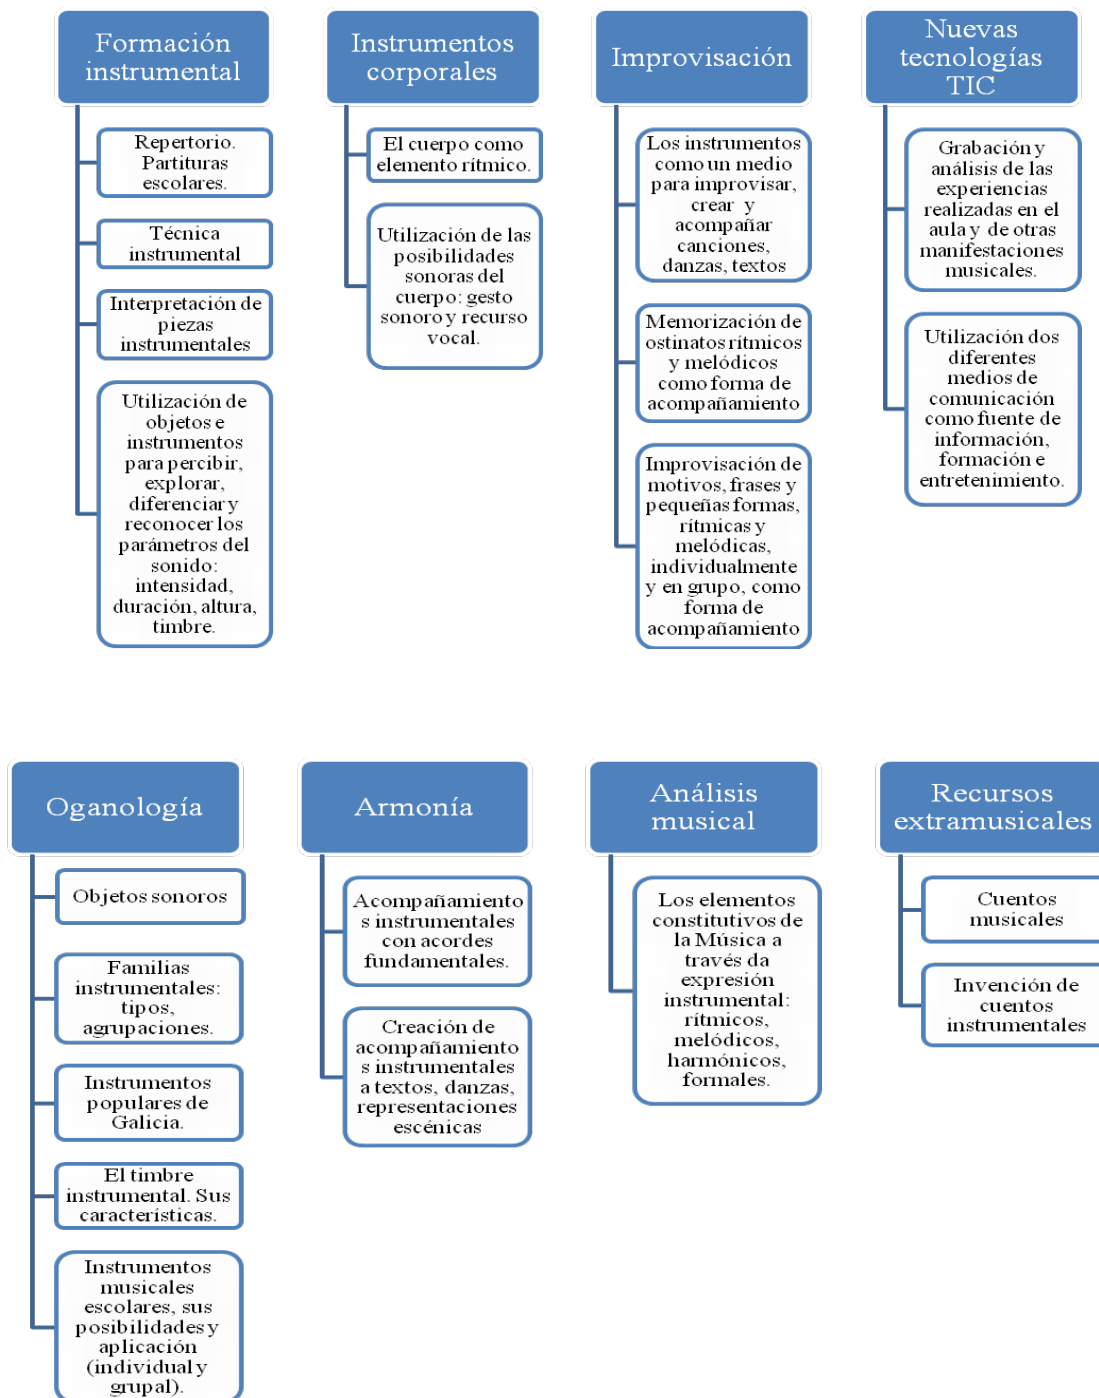 Formación
instrumental
Repertorio.
Partituras
escolares.
Técnica
instrumental
Interpretación de
piezas
instrumentales
Utilización de
objetos e
instrumentos
para percibir,
explorar,
diferenciar y
reconocer los
parámetros del
sonido:
intensidad,
duración, altura,
timbre.
Instrumentos
corporales
El cuerpo como
elemento rítmico.
Utilización de las
posibilidades
sonoras del
cuerpo: gesto
sonoro y recurso
vocal.
Improvisación
Los instrumentos
como un medio
para improvisar,
crear y
acompañar
canciones,
danzas, textos
Memorización de
ostinatos rítmicos
y melódicos
como forma de
acompañamiento
Improvisación de
motivos, frases y
pequeñas formas,
rítmicas y
melódicas,
individualmente
y en grupo, como
forma de
acompañamiento
Nuevas
tecnologías
TIC
Grabación y
análisis de las
experiencias
realizadas en el
aula y de otras
manifestaciones
musicales.
Utilización dos
diferentes
medios de
comunicación
como fuente de
información,
formación e
entretenimiento.
Oganología
Objetos sonoros
Familias
instrumentales:
tipos,
agrupaciones.
Instrumentos
populares de
Galicia.
El timbre
instrumental. Sus
características.
Instrumentos
musicales
escolares, sus
posibilidades y
aplicación
(individual y
grupal).
Armonía
Acompañamiento
s instrumentales
con acordes
fundamentales.
Creación de
acompañamiento
s instrumentales
a textos, danzas,
representaciones
escénicas
Análisis
musical
Los elementos
constitutivos de
la Música a
través da
expresión
instrumental:
rítmicos,
melódicos,
harmónicos,
formales.
Recursos
extramusicales
Cuentos
musicales
Invención de
cuentos
instrumentales